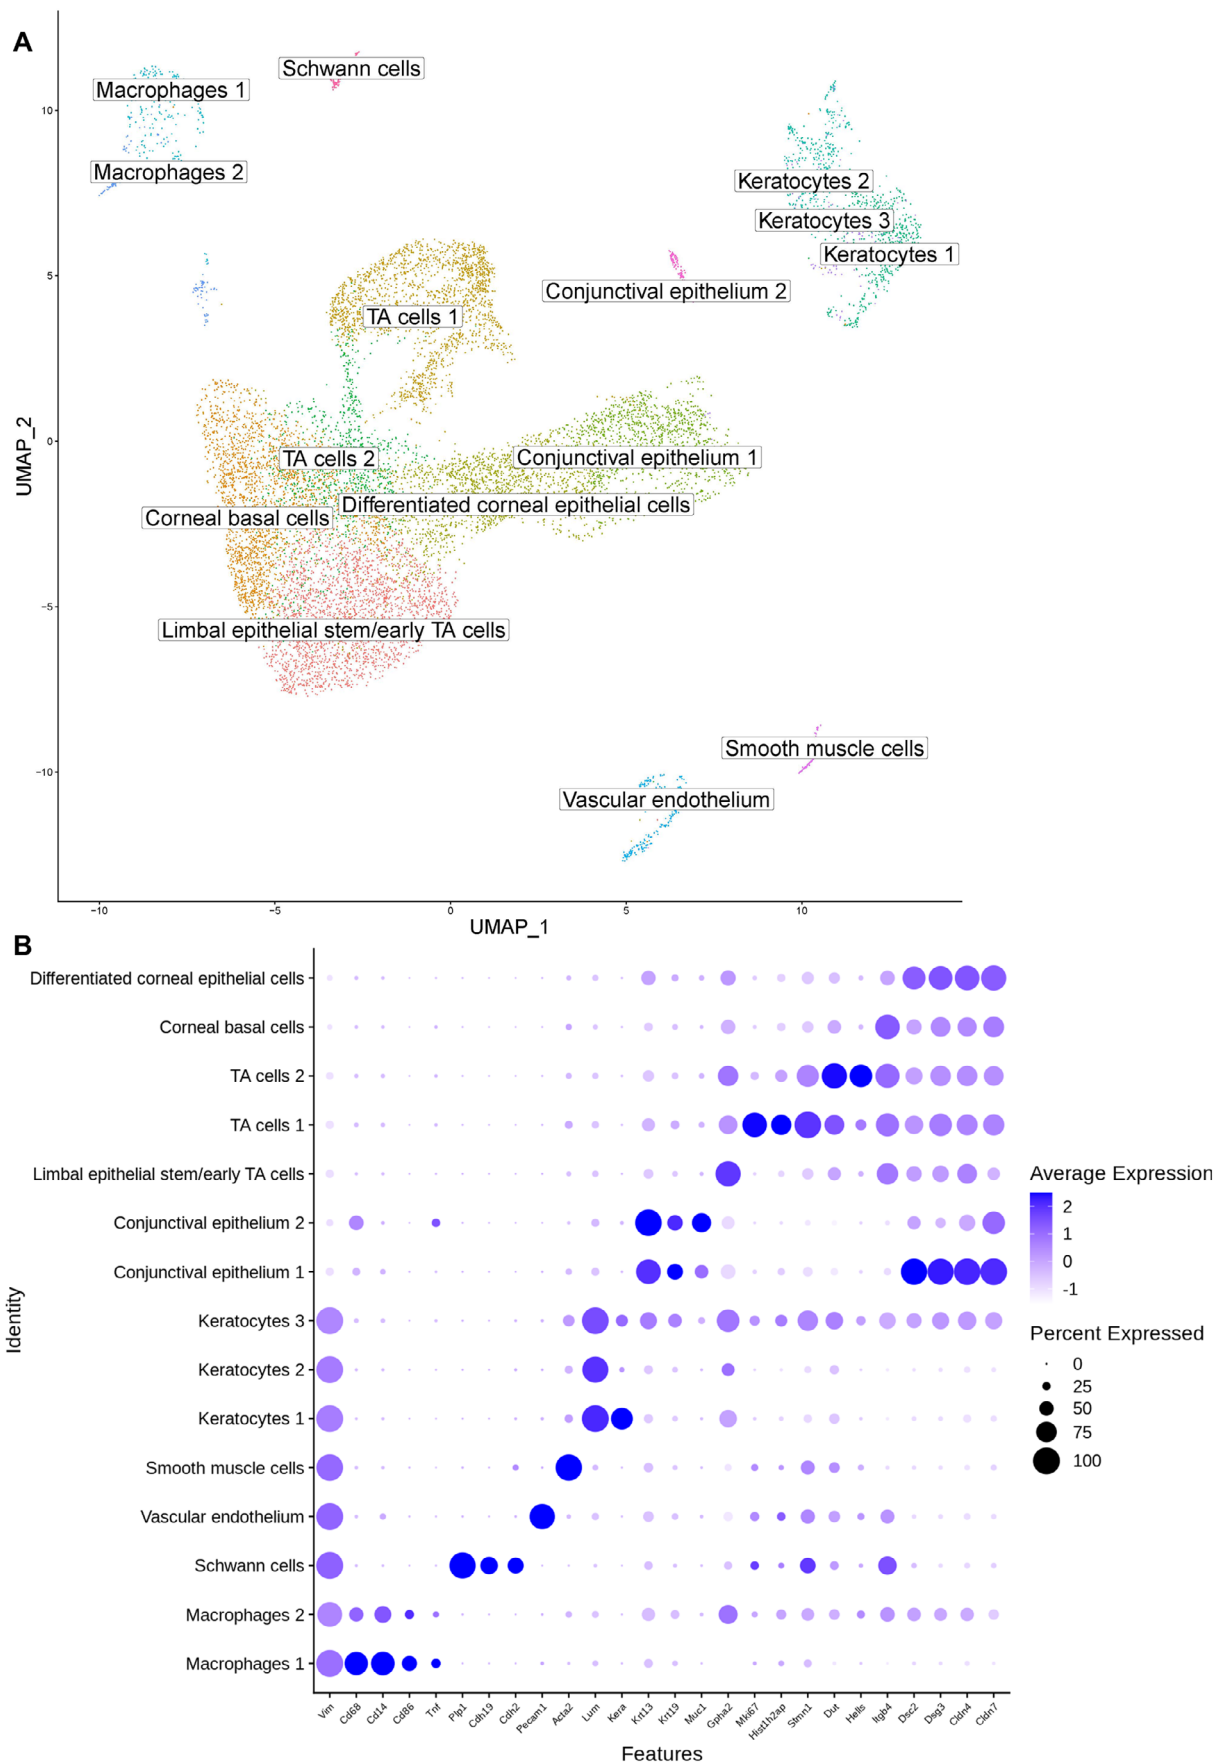 A
Schwann cells
Macrophages 1
Macrophages 2
Keratocytes 2
Keratocytes 3
Keratocytes 1
Conjunctival epithelium 2
TA cells 1
Conjunctival epithelium 1
TA cells 2
Differentiated corneal epithelial cells
Corneal basal cells
Limbal epithelial stem/early TA cells
Smooth muscle cells
Vascular endothelium
10
5
0
−5
−10
UMAP_2
−10
−5
0
5
10
UMAP_1
B
Differentiated corneal epithelial cells
Corneal basal cells
TA cells 2
TA cells 1
Limbal epithelial stem/early TA cells
Conjunctival epithelium 2
Conjunctival epithelium 1
Keratocytes 3
Keratocytes 2
Keratocytes 1
Smooth muscle cells
Vascular endothelium
Schwann cells
Macrophages 2
Macrophages 1
Identity
Vim
Cd68
Cd14
Cd86
Tnf
Plp1
Cdh19
Cdh2
Pecam1
Acta2
Lum
Kera
Krt13
Krt19
Muc1
Gpha2
Mki67
Hist1h2ap
Stmn1
Dut
Hells
Itgb4
Dsc2
Dsg3
Cldn4
Cldn7
Features
Average Expression
2
1
0
-1
Percent Expressed
0
25
50
75
100